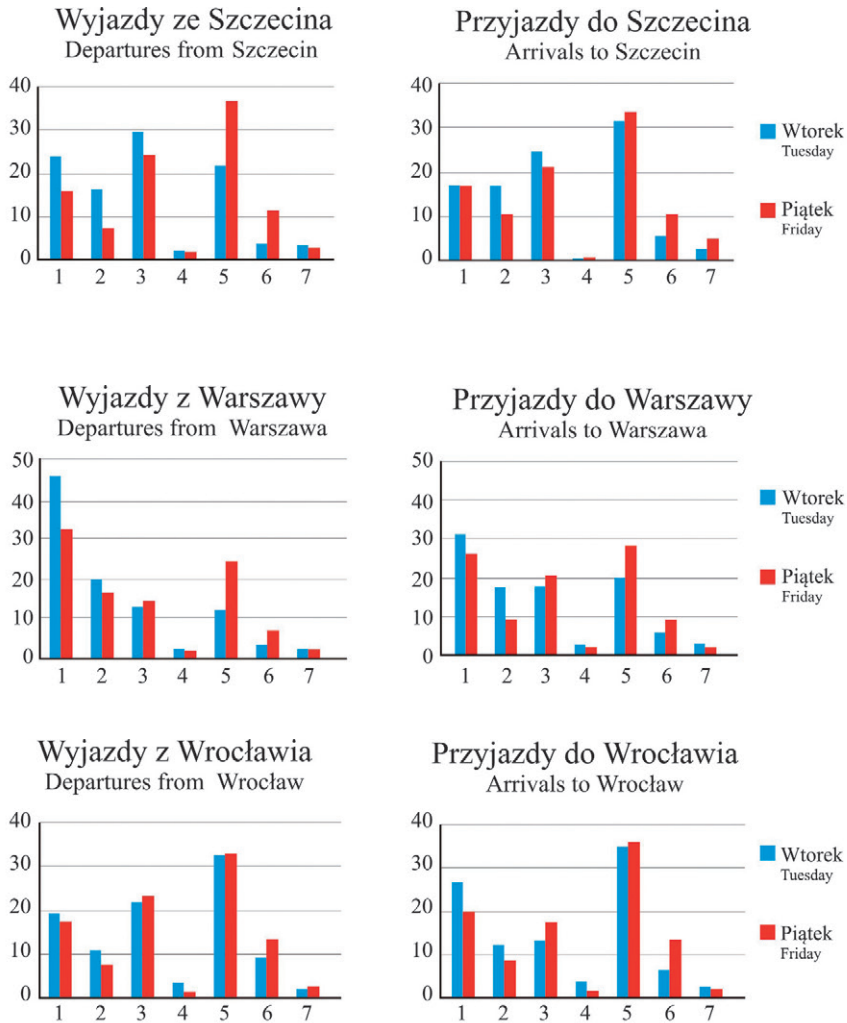 Wyjazdy ze Szczecina
Departures from Szczecin
40
30
20
10
0
1 2 3 4 5 6 7
Przyjazdy do Szczecina
Arrivals to Szczecin
40
30
20
10
0
1 2 3 4 5 6 7
Wtorek
Tuesday
Piątek
Friday
Wyjazdy z Warszawy
Departures from Warszawa
50
40
30
20
10
0
1 2 3 4 5 6 7
Przyjazdy do Warszawy
Arrivals to Warszawa
50
40
30
20
10
0
1 2 3 4 5 6 7
Wtorek
Tuesday
Piątek
Friday
Wyjazdy z Wrocławia
Departures from Wrocław
40
30
20
10
0
1 2 3 4 5 6 7
Przyjazdy do Wrocławia
Arrivals to Wrocław
40
30
20
10
0
1 2 3 4 5 6 7
Wtorek
Tuesday
Piątek
Friday